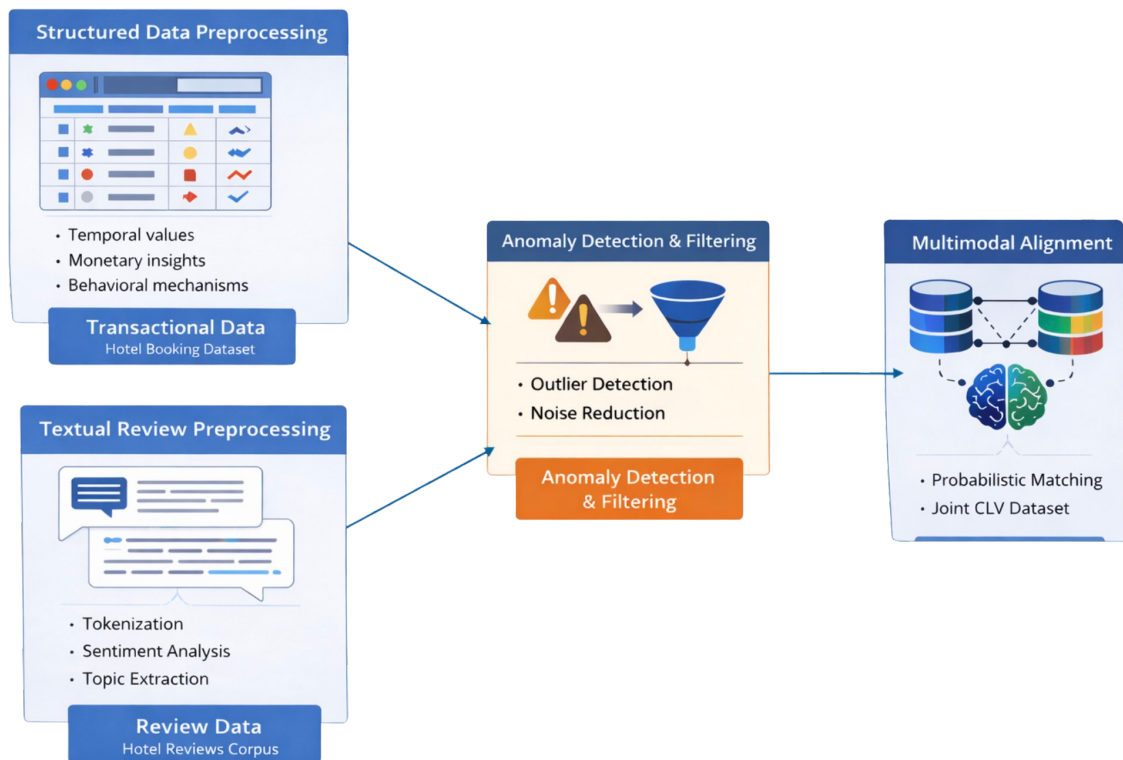 Structured Data Preprocessing
• Temporal values
• Monetary insights
• Behavioral mechanisms
Transactional Data
Hotel Booking Dataset
Textual Review Preprocessing
• Tokenization
• Sentiment Analysis
• Topic Extraction
Review Data
Hotel Reviews Corpus
Anomaly Detection & Filtering
• Outlier Detection
• Noise Reduction
Anomaly Detection
& Filtering
Multimodal Alignment
• Probabilistic Matching
• Joint CLV Dataset